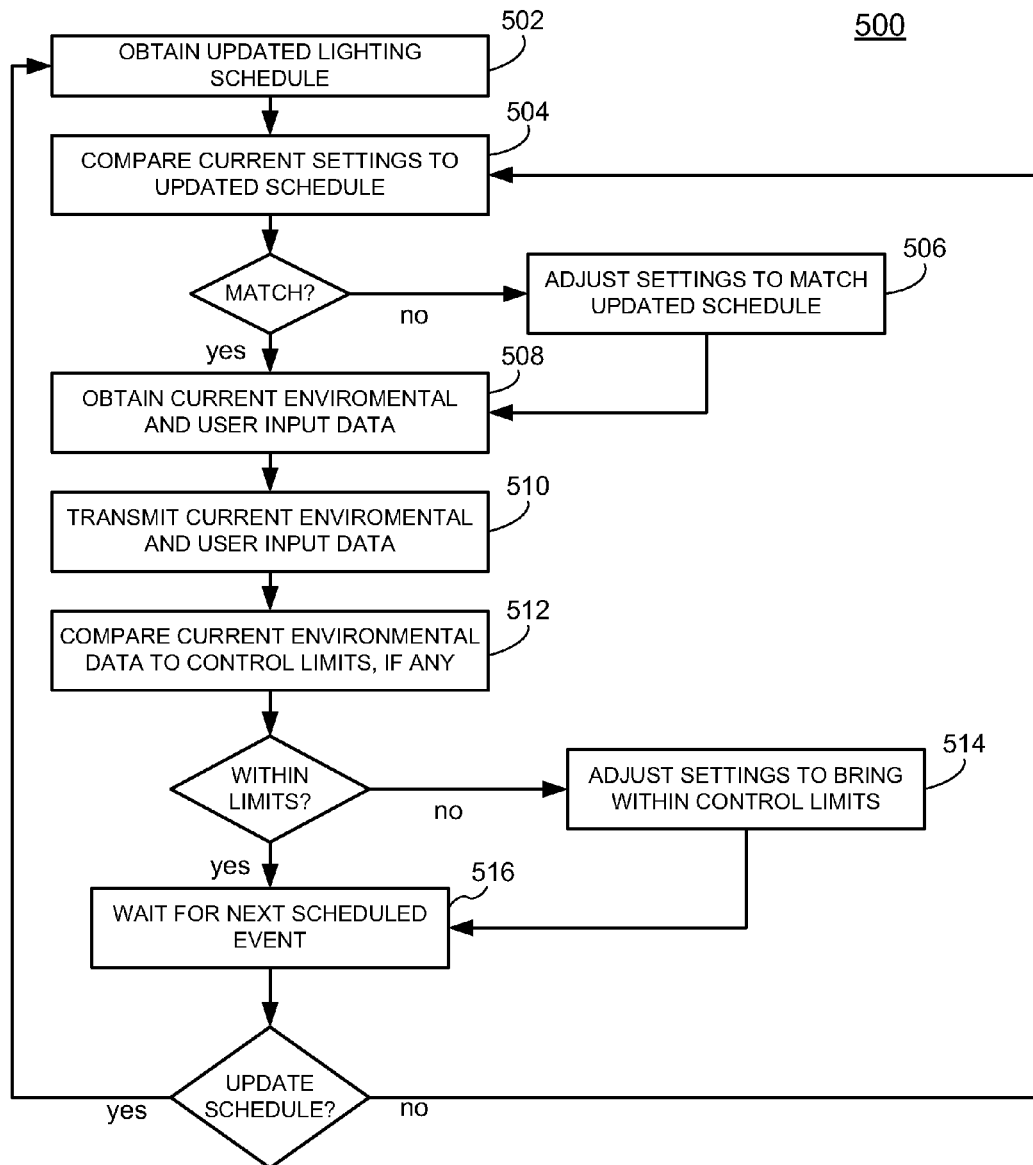 500
502
OBTAIN UPDATED LIGHTING
SCHEDULE
504
COMPARE CURRENT SETTINGS TO
UPDATED SCHEDULE
506
MATCH?
no
ADJUST SETTINGS TO MATCH
UPDATED SCHEDULE
yes
508
OBTAIN CURRENT ENVIROMENTAL
AND USER INPUT DATA
510
TRANSMIT CURRENT ENVIROMENTAL
AND USER INPUT DATA
512
COMPARE CURRENT ENVIRONMENTAL
DATA TO CONTROL LIMITS, IF ANY
514
WITHIN
LIMITS?
no
ADJUST SETTINGS TO BRING
WITHIN CONTROL LIMITS
yes
516
WAIT FOR NEXT SCHEDULED
EVENT
UPDATE
SCHEDULE?
yes
no